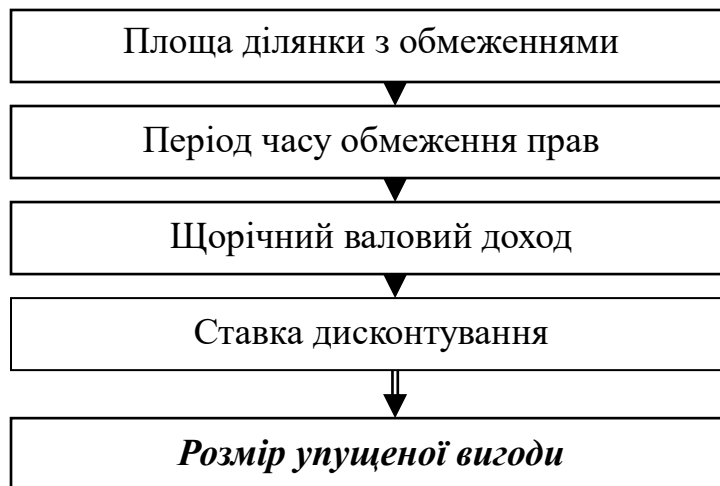 Площа ділянки з обмеженнями
Період часу обмеження прав
Щорічний валовий доход
Ставка дисконтування
Розмір упущеної вигоди